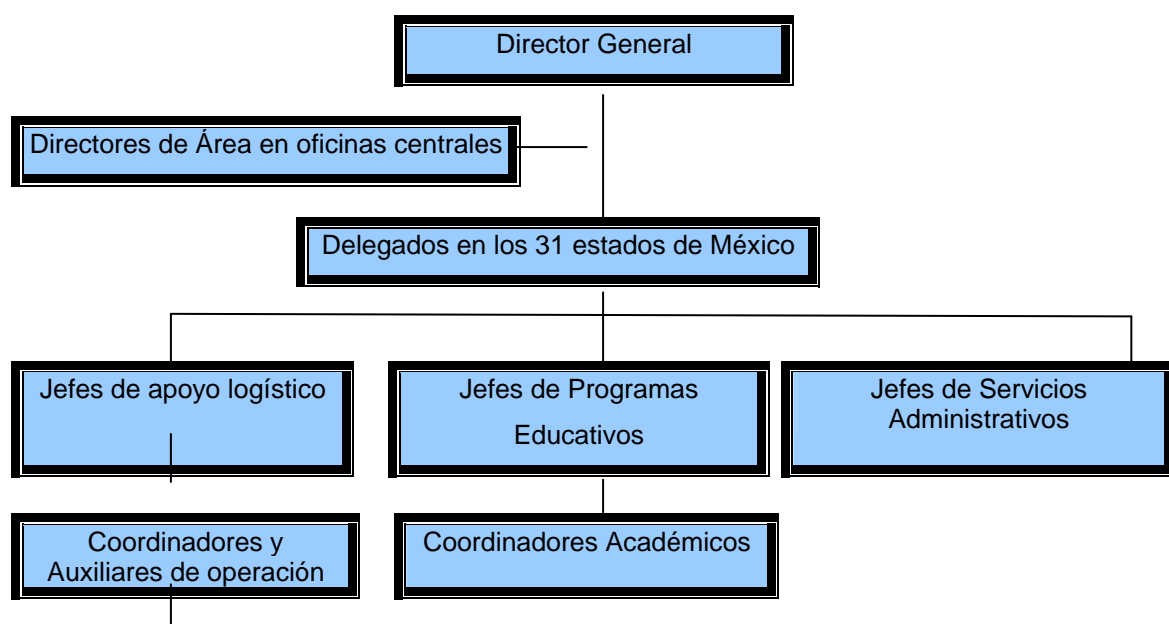 Director General
Directores de Área en oficinas centrales
Delegados en los 31 estados de México
Jefes de apoyo logístico
Jefes de Programas
Educativos
Jefes de Servicios
Administrativos
Coordinadores y
Auxiliares de operación
Coordinadores Académicos